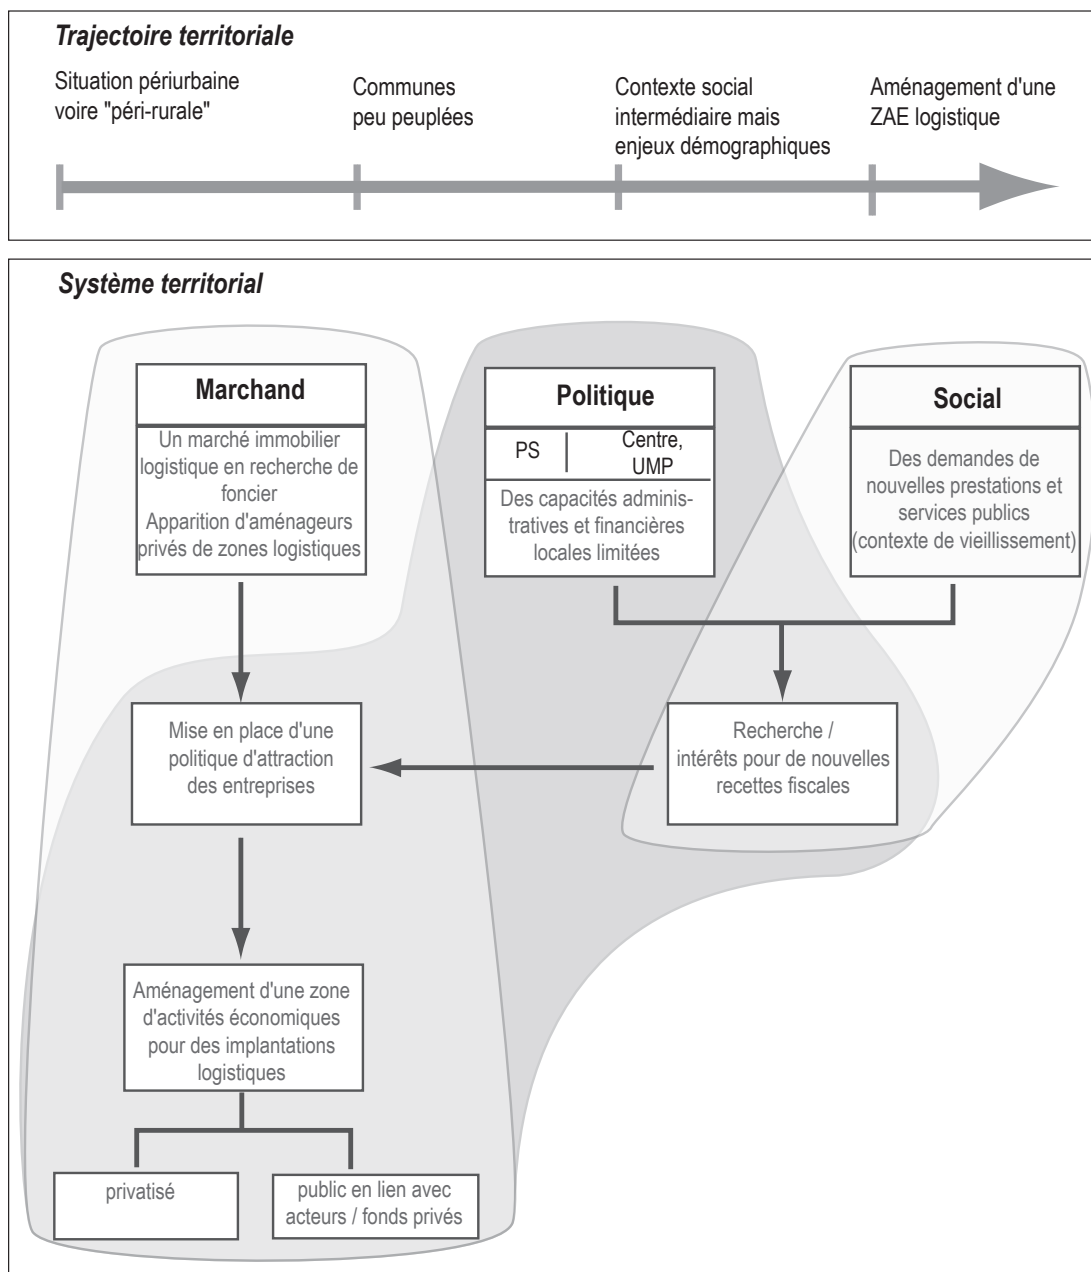 Trajectoire territoriale
Situation périurbaine
voire "péri-rurale"
Communes
peu peuplées
Contexte social
intermédiaire mais
enjeux démographiques
Aménagement d'une
ZAE logistique
Système territorial
Marchand
Un marché immobilier
logistique en recherche de
foncier
Apparition d'aménageurs
privés de zones logistiques
Politique
PS
Centre,
UMP
Des capacités adminis-
tratives et financières
locales limitées
Social
Des demandes de
nouvelles prestations et
services publics
(contexte de vieillissement)
Mise en place d'une
politique d'attraction
des entreprises
Recherche /
intérêts pour de nouvelles
recettes fiscales
Aménagement d'une zone
d'activités économiques
pour des implantations
logistiques
privatisé
public en lien avec
acteurs / fonds privés